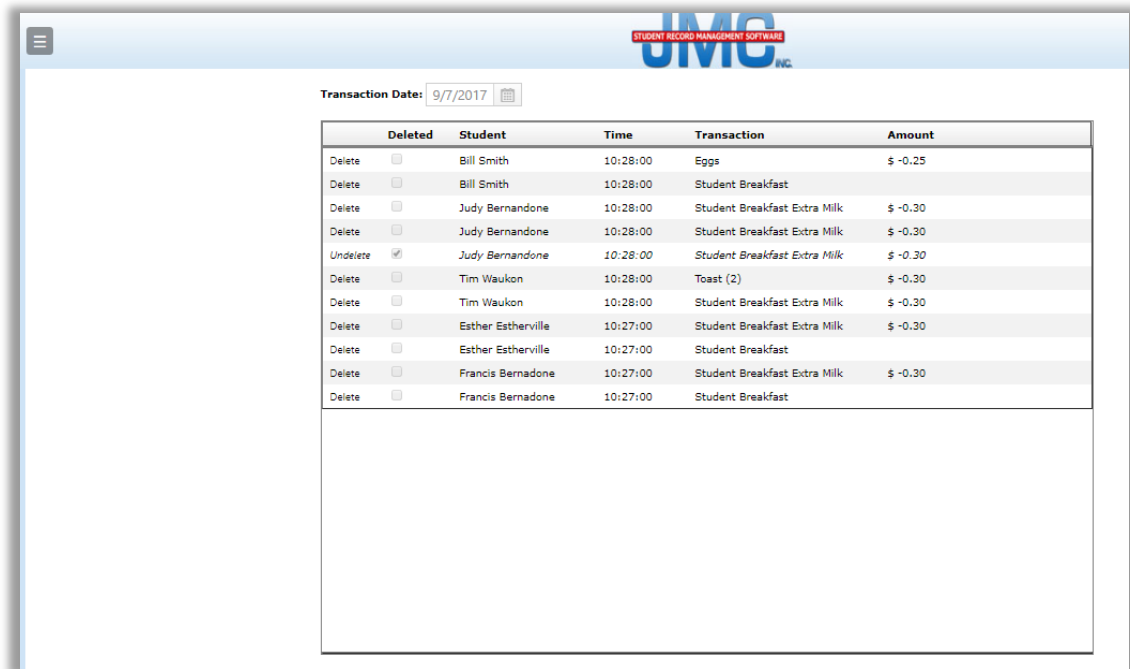 STUDENT RECORD MANAGEMENT SOFTWARE
JMC
INC.
Transaction Date: 9/7/2017
Deleted Student Time Transaction Amount
Delete Bill Smith 10:28:00 Eggs $ -0.25
Delete Bill Smith 10:28:00 Student Breakfast
Delete Judy Bernandone 10:28:00 Student Breakfast Extra Milk $ -0.30
Delete Judy Bernandone 10:28:00 Student Breakfast Extra Milk $ -0.30
Undelete Judy Bernandone 10:28:00 Student Breakfast Extra Milk $ -0.30
Delete Tim Waukon 10:28:00 Toast (2) $ -0.30
Delete Tim Waukon 10:28:00 Student Breakfast Extra Milk $ -0.30
Delete Esther Estherville 10:27:00 Student Breakfast Extra Milk $ -0.30
Delete Esther Estherville 10:27:00 Student Breakfast
Delete Francis Bernadone 10:27:00 Student Breakfast Extra Milk $ -0.30
Delete Francis Bernadone 10:27:00 Student Breakfast